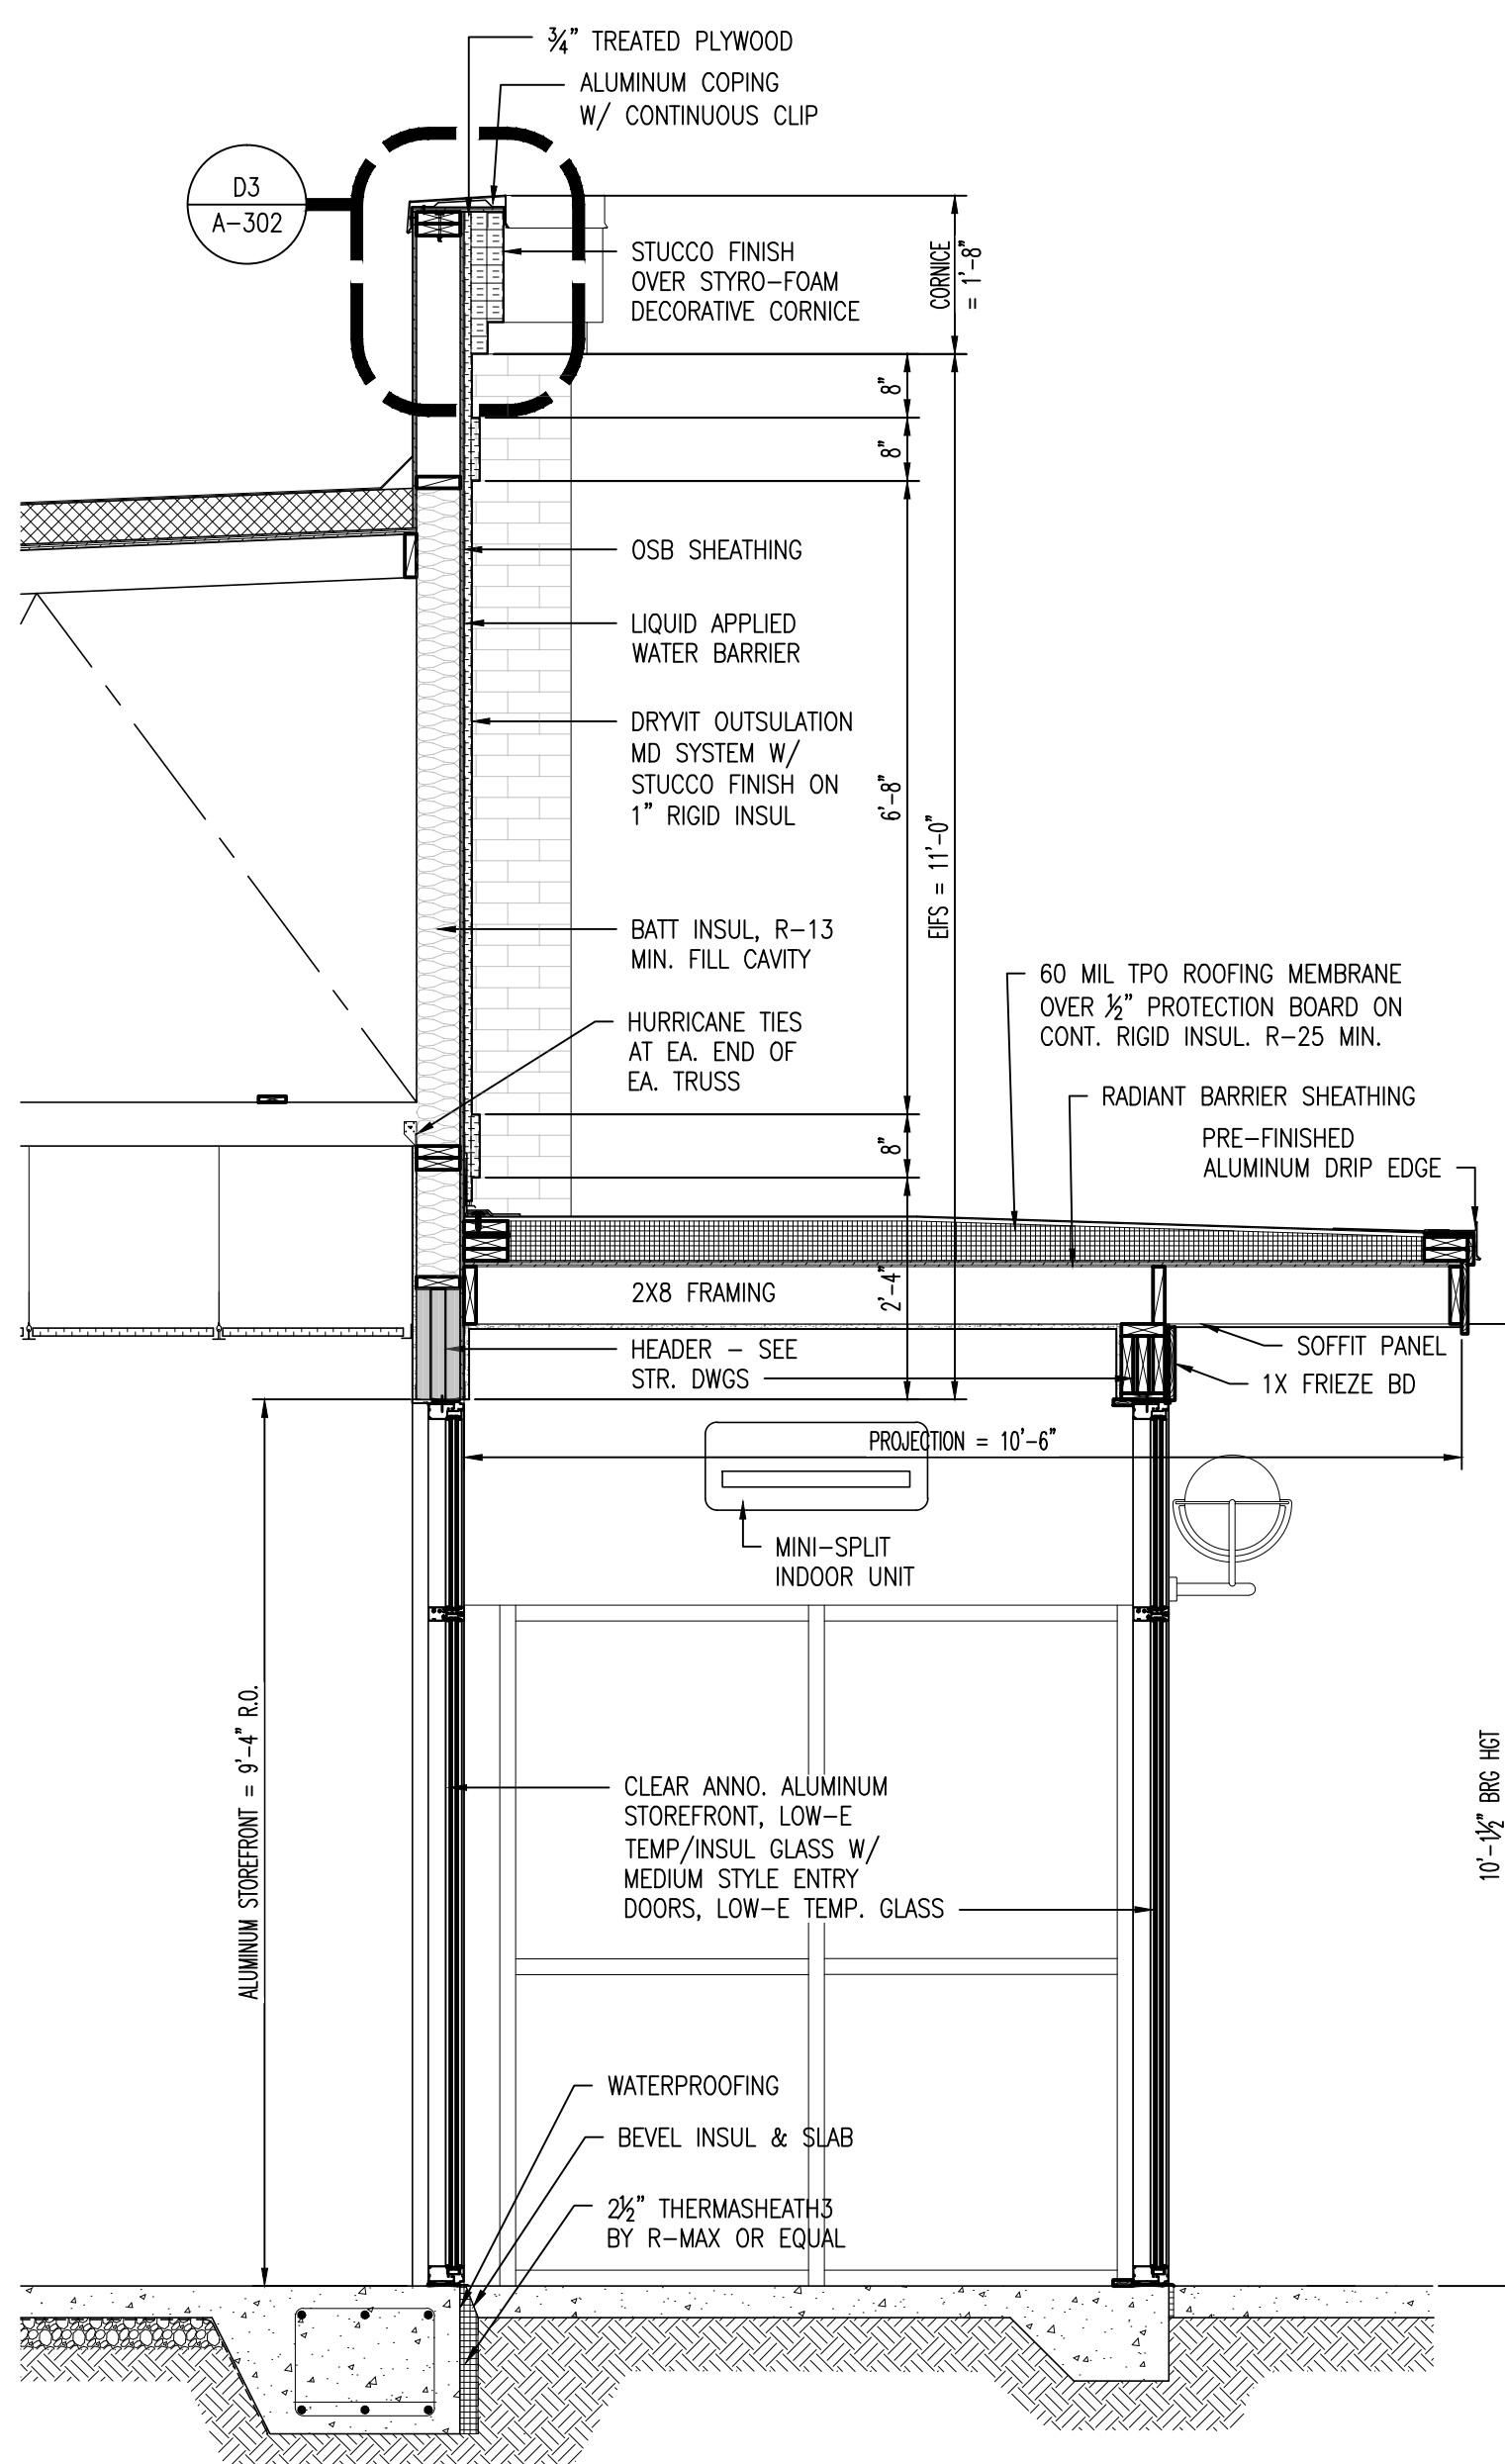 ¾" TREATED PLYWOOD
ALUMINUM COPING
W/ CONTINUOUS CLIP
D3
A-302
STUCCO FINISH
OVER STYRO-FOAM
DECORATIVE CORNICE
CORNICE
= 1'-8"
8"
8"
OSB SHEATHING
LIQUID APPLIED
WATER BARRIER
DRYVIT OUTSULATION
MD SYSTEM W/
STUCCO FINISH ON
1" RIGID INSUL
6'-8"
EIFS = 11'-0"
BATT INSUL, R-13
MIN. FILL CAVITY
HURRICANE TIES
AT EA. END OF
EA. TRUSS
60 MIL TPO ROOFING MEMBRANE
OVER ½" PROTECTION BOARD ON
CONT. RIGID INSUL. R-25 MIN.
RADIANT BARRIER SHEATHING
PRE-FINISHED
ALUMINUM DRIP EDGE
8"
2'-4"
2X8 FRAMING
HEADER - SEE
STR. DWGS
SOFFIT PANEL
1X FRIEZE BD
PROJECTION = 10'-6"
MINI-SPLIT
INDOOR UNIT
ALUMINUM STOREFRONT = 9'-4" R.O.
CLEAR ANNO. ALUMINUM
STOREFRONT, LOW-E
TEMP/INSUL GLASS W/
MEDIUM STYLE ENTRY
DOORS, LOW-E TEMP. GLASS
10'-1½" BRG HGT
WATERPROOFING
BEVEL INSUL & SLAB
2½" THERMASHEATH3
BY R-MAX OR EQUAL